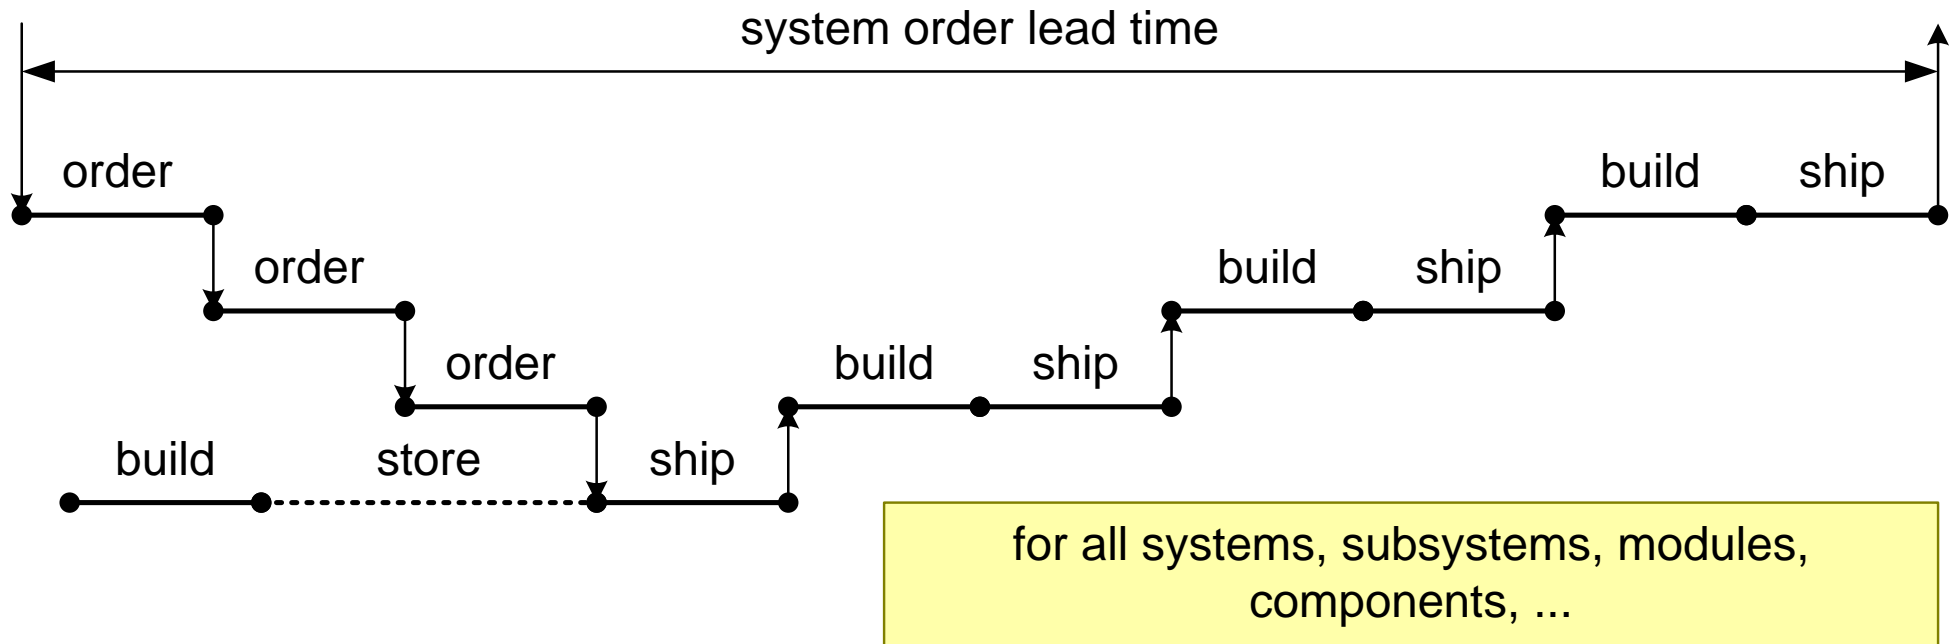 system order lead time
order
build ship
order
build ship
order
build ship
build store ship
for all systems, subsystems, modules,
components, ...